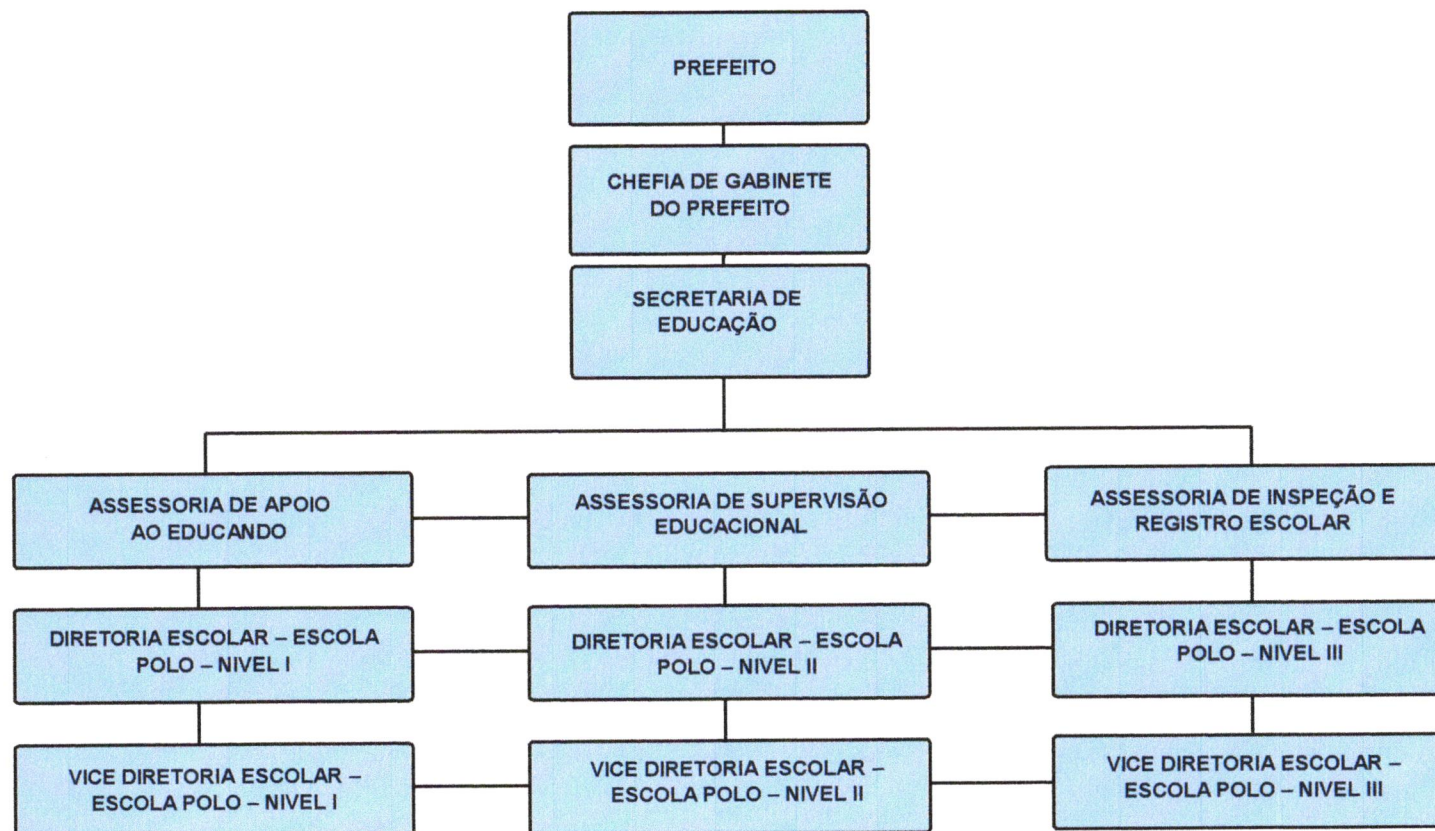 PREFEITO
CHEFIA DE GABINETE
DO PREFEITO
SECRETARIA DE
EDUCAÇÃO
ASSESSORIA DE APOIO
AO EDUCANDO
ASSESSORIA DE SUPERVISÃO
EDUCACIONAL
ASSESSORIA DE INSPEÇÃO E
REGISTRO ESCOLAR
DIRETORIA ESCOLAR – ESCOLA
POLO – NIVEL I
DIRETORIA ESCOLAR – ESCOLA
POLO – NIVEL II
DIRETORIA ESCOLAR – ESCOLA
POLO – NIVEL III
VICE DIRETORIA ESCOLAR –
ESCOLA POLO – NIVEL I
VICE DIRETORIA ESCOLAR –
ESCOLA POLO – NIVEL II
VICE DIRETORIA ESCOLAR –
ESCOLA POLO – NIVEL III